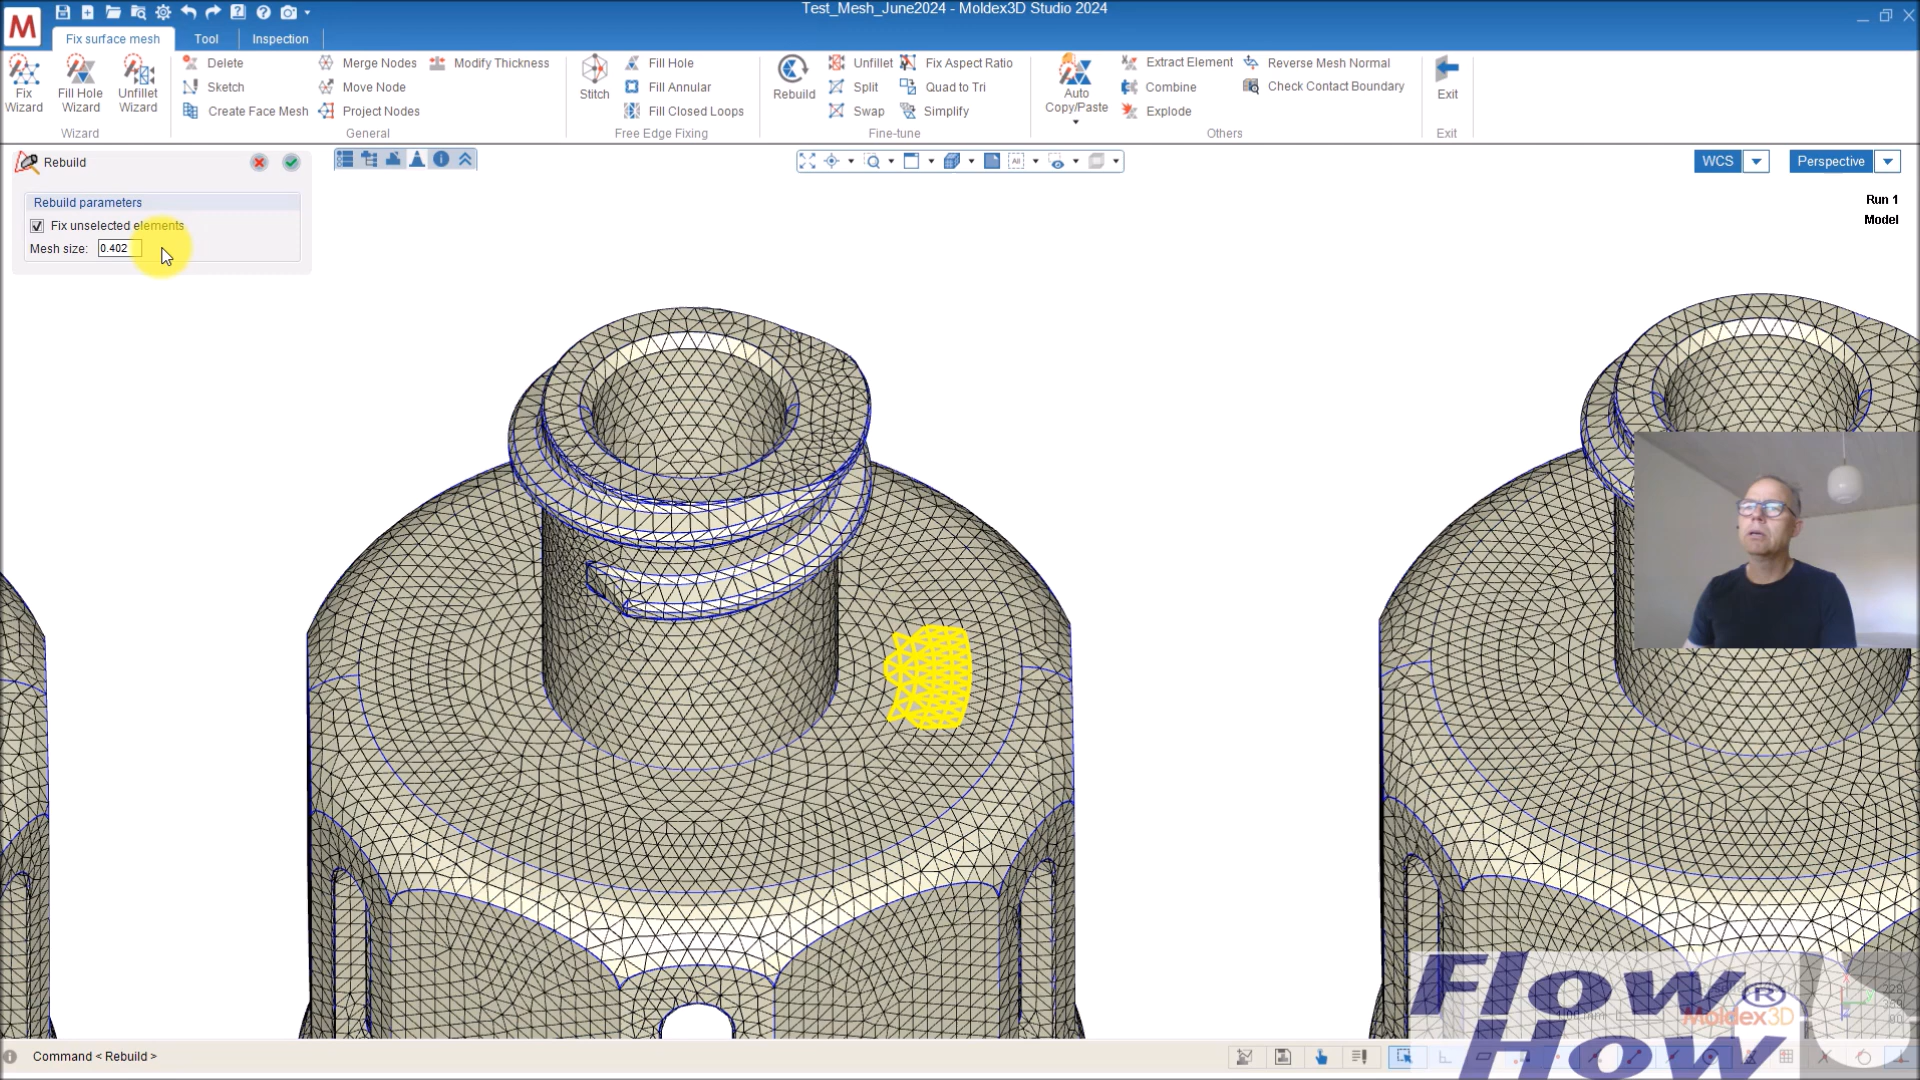 Test_Mesh_June2024 - Moldex3D Studio 2024
M
Fix surface mesh
Tool
Inspection
Fix Wizard
Fill Hole Wizard
Unfillet Wizard
Wizard
Delete
Sketch
Create Face Mesh
Merge Nodes
Move Node
Project Nodes
Modify Thickness
General
Stitch
Fill Hole
Fill Annular
Fill Closed Loops
Free Edge Fixing
Rebuild
Unfillet
Split
Swap
Fix Aspect Ratio
Quad to Tri
Simplify
Fine-tune
Auto Copy/Paste
Extract Element
Combine
Explode
Reverse Mesh Normal
Check Contact Boundary
Others
Exit
Exit
Rebuild
Rebuild parameters
Fix unselected elements
Mesh size: 0.402
All
WCS
Perspective
Run 1
Model
Flow
How
®
Moldex3D
Command < Rebuild >